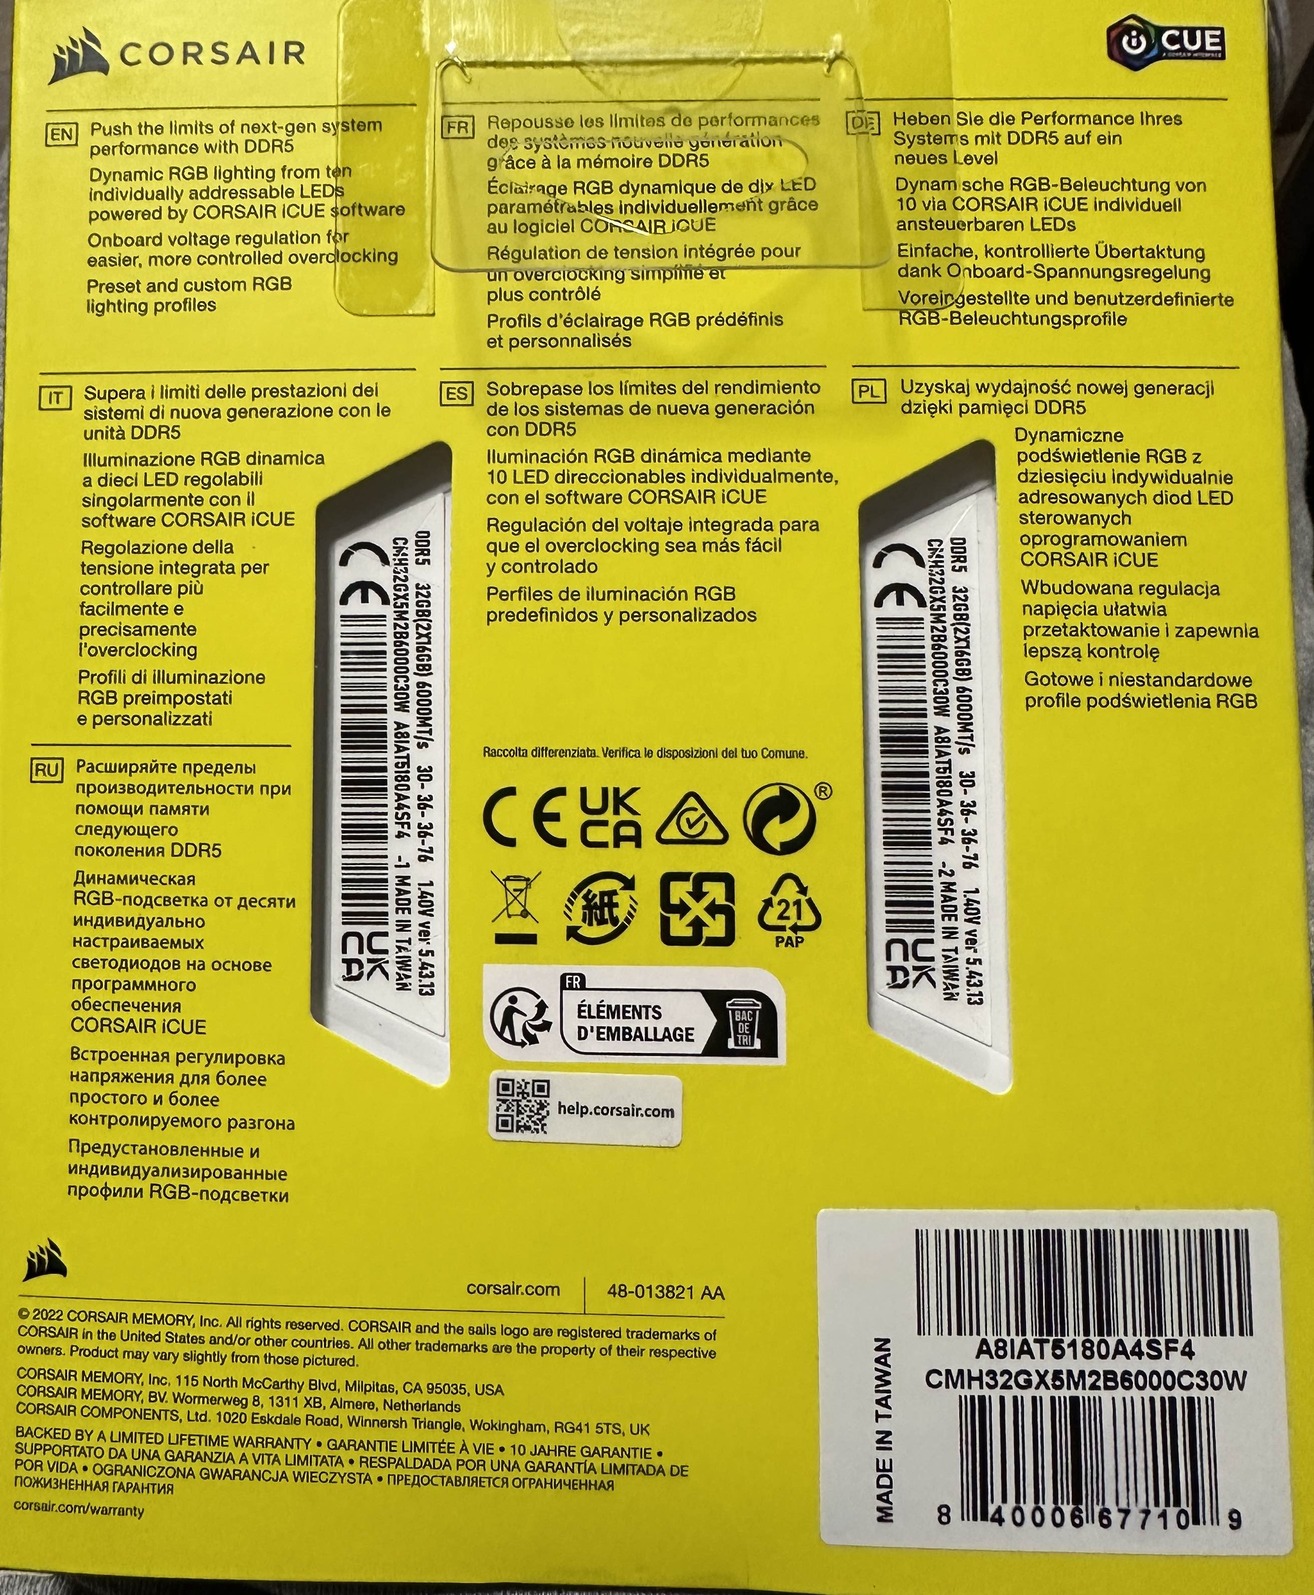 CORSAIR
iCUE
EN
Push the limits of next-gen system
performance with DDR5
Dynamic RGB lighting from ten
individually addressable LEDs
powered by CORSAIR iCUE software
Onboard voltage regulation for
easier, more controlled overclocking
Preset and custom RGB
lighting profiles
FR
Repousse les limites de performances
des systèmes nouvelle génération
grâce à la mémoire DDR5
Éclairage RGB dynamique de dix LED
paramétrables individuellement grâce
au logiciel CORSAIR iCUE
Régulation de tension intégrée pour
un overclocking simplifié et
plus contrôlé
Profils d'éclairage RGB prédéfinis
et personnalisés
DE
Heben Sie die Performance Ihres
Systems mit DDR5 auf ein
neues Level
Dynamische RGB-Beleuchtung von
10 via CORSAIR iCUE individuell
ansteuerbaren LEDs
Einfache, kontrollierte Übertaktung
dank Onboard-Spannungsregelung
Voreingestellte und benutzerdefinierte
RGB-Beleuchtungsprofile
IT
Supera i limiti delle prestazioni dei
sistemi di nuova generazione con le
unità DDR5
Illuminazione RGB dinamica
a dieci LED regolabili
singolarmente con il
software CORSAIR iCUE
Regolazione della
tensione integrata per
controllare più
facilmente e
precisamente
l'overclocking
Profili di illuminazione
RGB preimpostati
e personalizzati
ES
Sobrepase los límites del rendimiento
de los sistemas de nueva generación
con DDR5
Iluminación RGB dinámica mediante
10 LED direccionables individualmente,
con el software CORSAIR iCUE
Regulación del voltaje integrada para
que el overclocking sea más fácil
y controlado
Perfiles de iluminación RGB
predefinidos y personalizados
PL
Uzyskaj wydajność nowej generacji
dzięki pamięci DDR5
Dynamiczne
podświetlenie RGB z
dziesięciu indywidualnie
adresowanych diod LED
sterowanych
oprogramowaniem
CORSAIR iCUE
Wbudowana regulacja
napięcia ułatwia
przetaktowanie i zapewnia
lepszą kontrolę
Gotowe i niestandardowe
profile podświetlenia RGB
RU
Расширяйте пределы
производительности при
помощи памяти
следующего
поколения DDR5
Динамическая
RGB-подсветка от десяти
индивидуально
настраиваемых
светодиодов на основе
программного
обеспечения
CORSAIR iCUE
Встроенная регулировка
напряжения для более
простого и более
контролируемого разгона
Предустановленные и
индивидуализированные
профили RGB-подсветки
DDR5 32GB(2X16GB) 6000MT/s 30-36-36-76 1.40V ver 5.43.13
CMH32GX5M2B6000C30W A8IAT5180A4SF4 -1 MADE IN TAIWAN
CE
UK
CA
DDR5 32GB(2X16GB) 6000MT/s 30-36-36-76 1.40V ver 5.43.13
CMH32GX5M2B6000C30W A8IAT5180A4SF4 -2 MADE IN TAIWAN
CE
UK
CA
Raccolta differenziata. Verifica le disposizioni del tuo Comune.
CE
UK
CA
®
紙
21
PAP
FR
ÉLÉMENTS
D'EMBALLAGE
BAC
DE
TRI
help.corsair.com
corsair.com
48-013821 AA
© 2022 CORSAIR MEMORY, Inc. All rights reserved. CORSAIR and the sails logo are registered trademarks of
CORSAIR in the United States and/or other countries. All other trademarks are the property of their respective
owners. Product may vary slightly from those pictured.
CORSAIR MEMORY, Inc. 115 North McCarthy Blvd, Milpitas, CA 95035, USA
CORSAIR MEMORY, BV. Wormerweg 8, 1311 XB, Almere, Netherlands
CORSAIR COMPONENTS, Ltd. 1020 Eskdale Road, Winnersh Triangle, Wokingham, RG41 5TS, UK
BACKED BY A LIMITED LIFETIME WARRANTY • GARANTIE LIMITÉE À VIE • 10 JAHRE GARANTIE •
SUPPORTATO DA UNA GARANZIA A VITA LIMITATA • RESPALDADA POR UNA GARANTÍA LIMITADA DE
POR VIDA • OGRANICZONA GWARANCJA WIECZYSTA • ПРЕДОСТАВЛЯЕТСЯ ОГРАНИЧЕННАЯ
ПОЖИЗНЕННАЯ ГАРАНТИЯ
corsair.com/warranty
MADE IN TAIWAN
A8IAT5180A4SF4
CMH32GX5M2B6000C30W
8 40006 67710 9